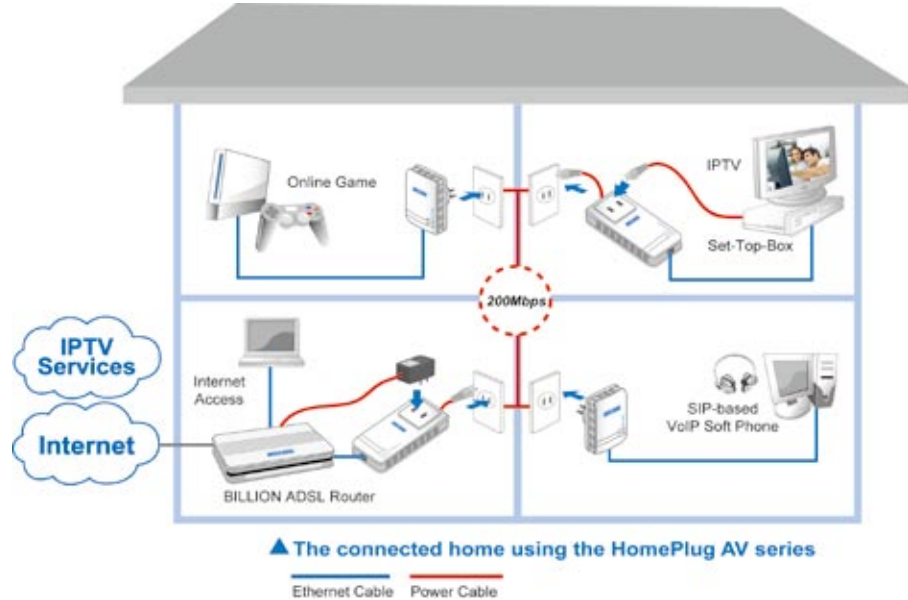 Online Game
IPTV
Set-Top-Box
200Mbps
IPTV
Services
Internet
Internet
Access
BILLION ADSL Router
SIP-based
VoIP Soft Phone
▲ The connected home using the HomePlug AV series
Ethernet Cable
Power Cable